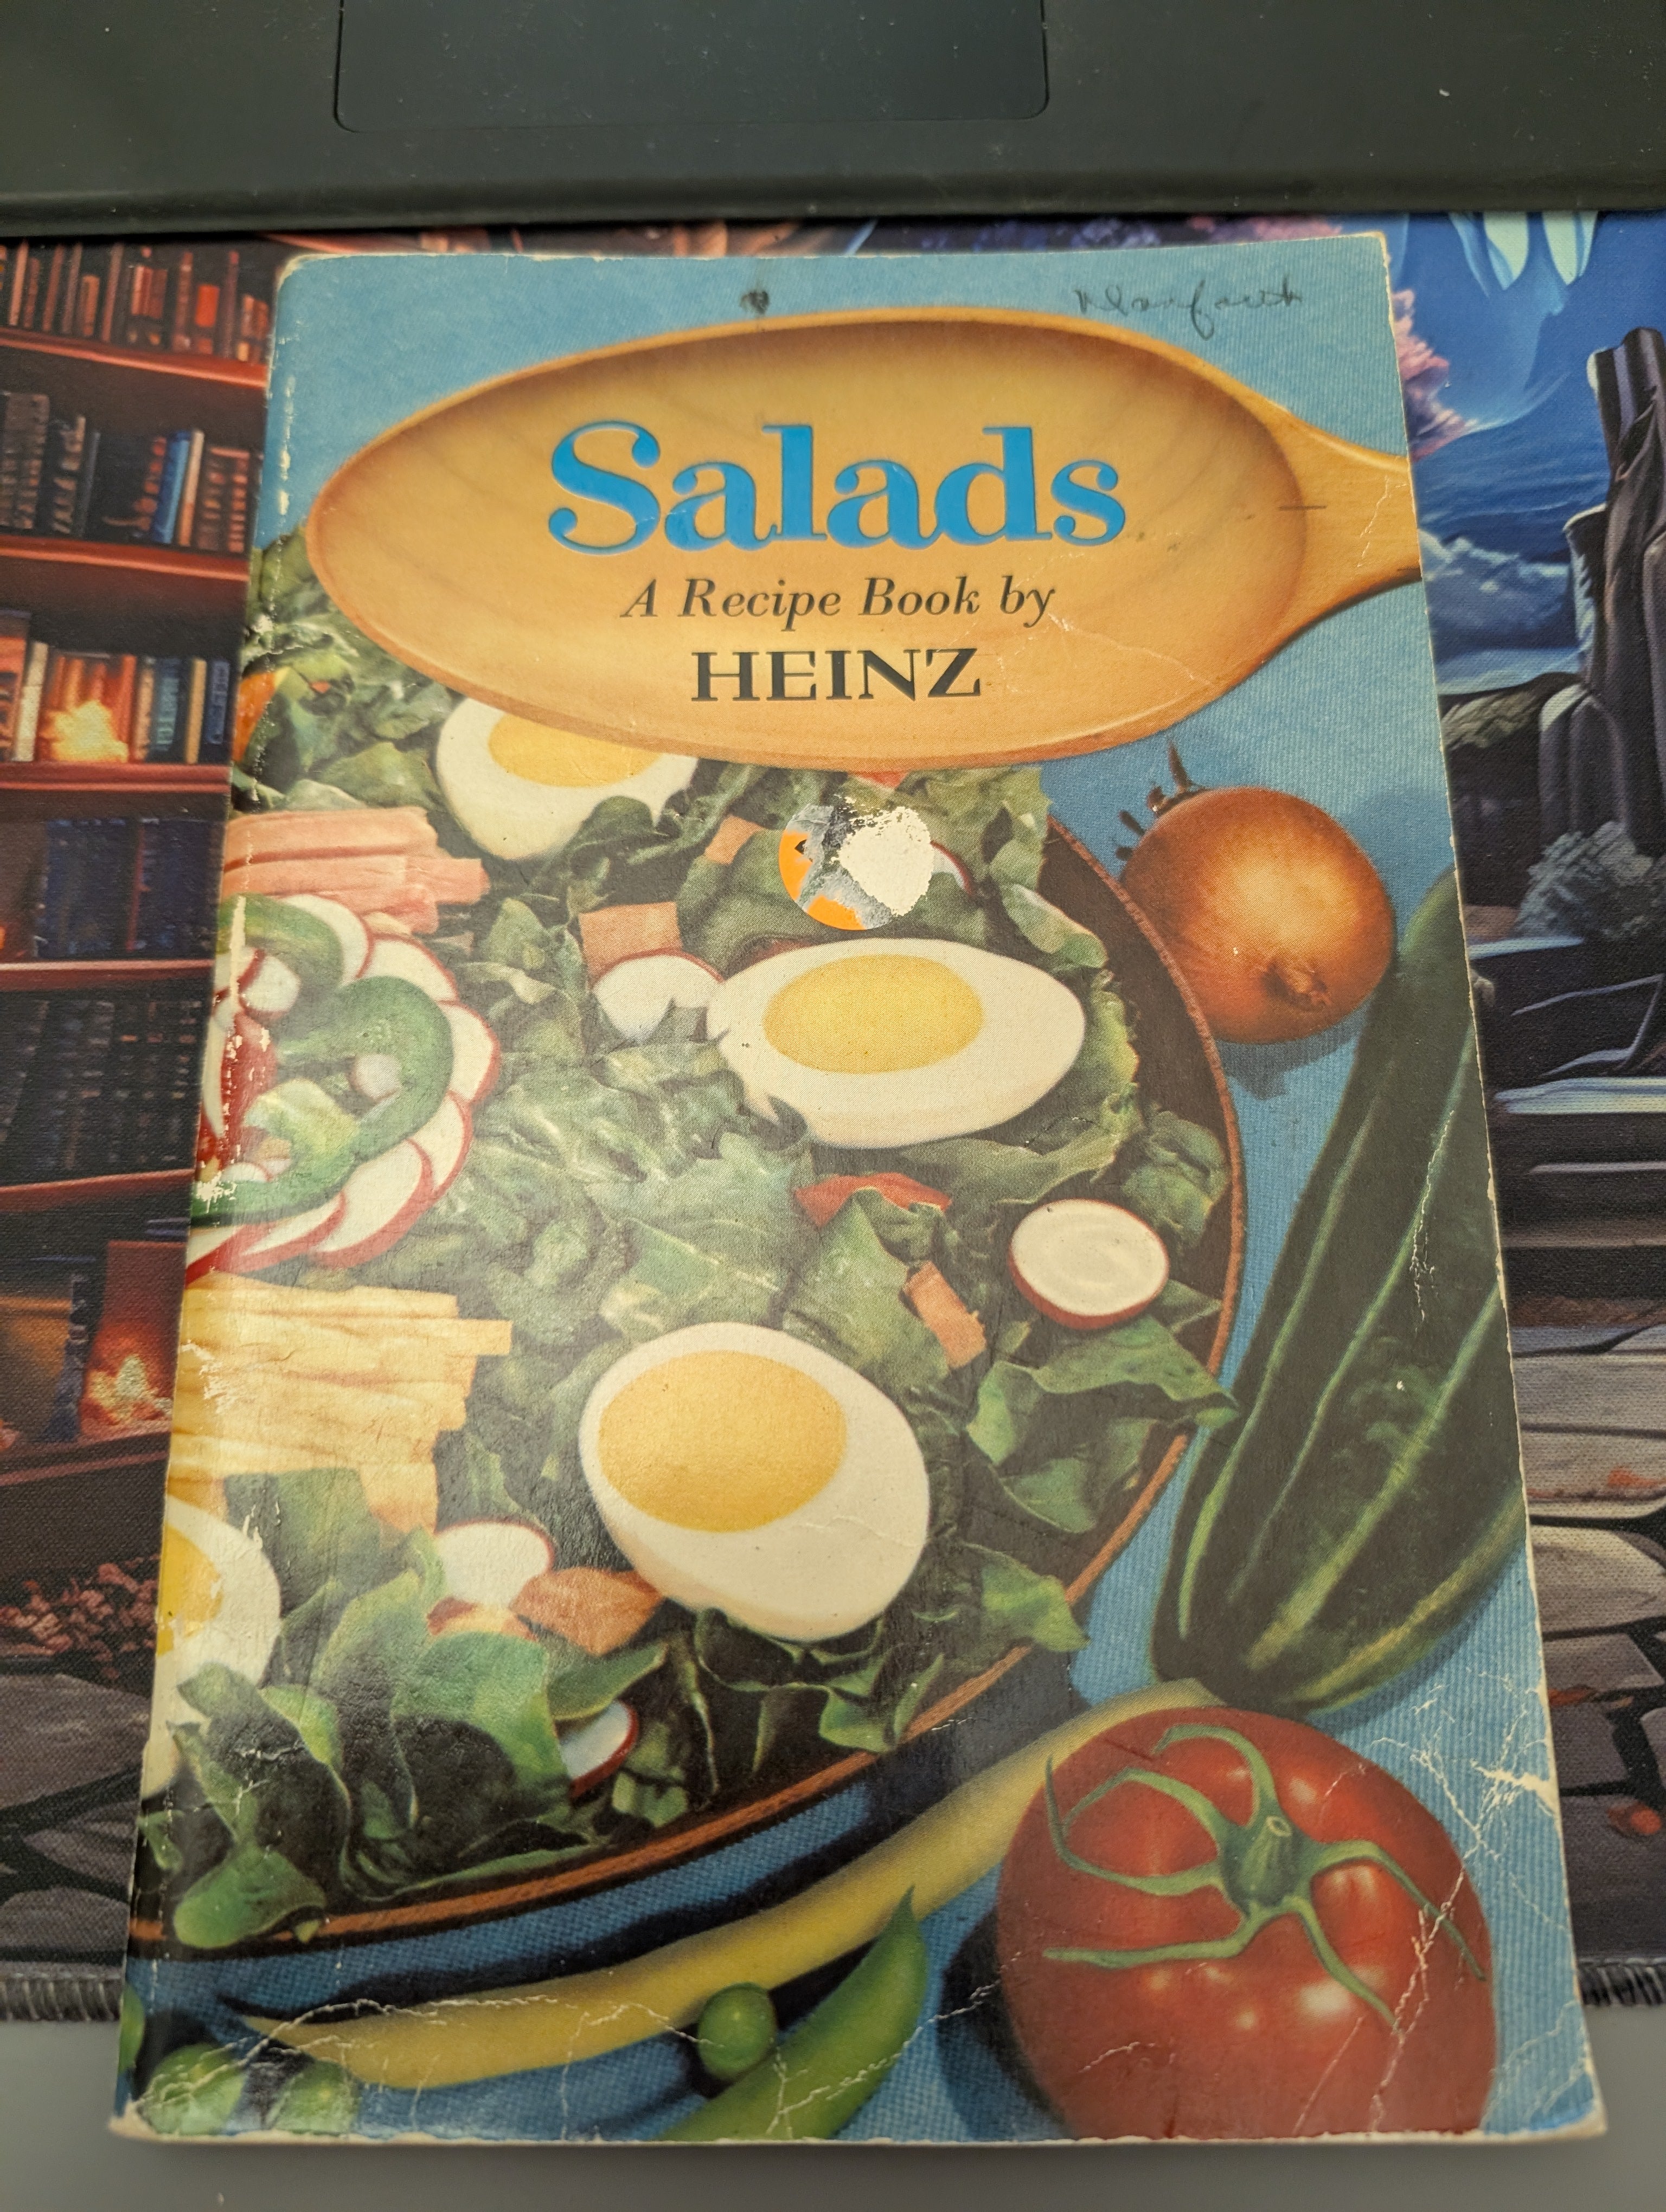 Salads
A Recipe Book by
HEINZ